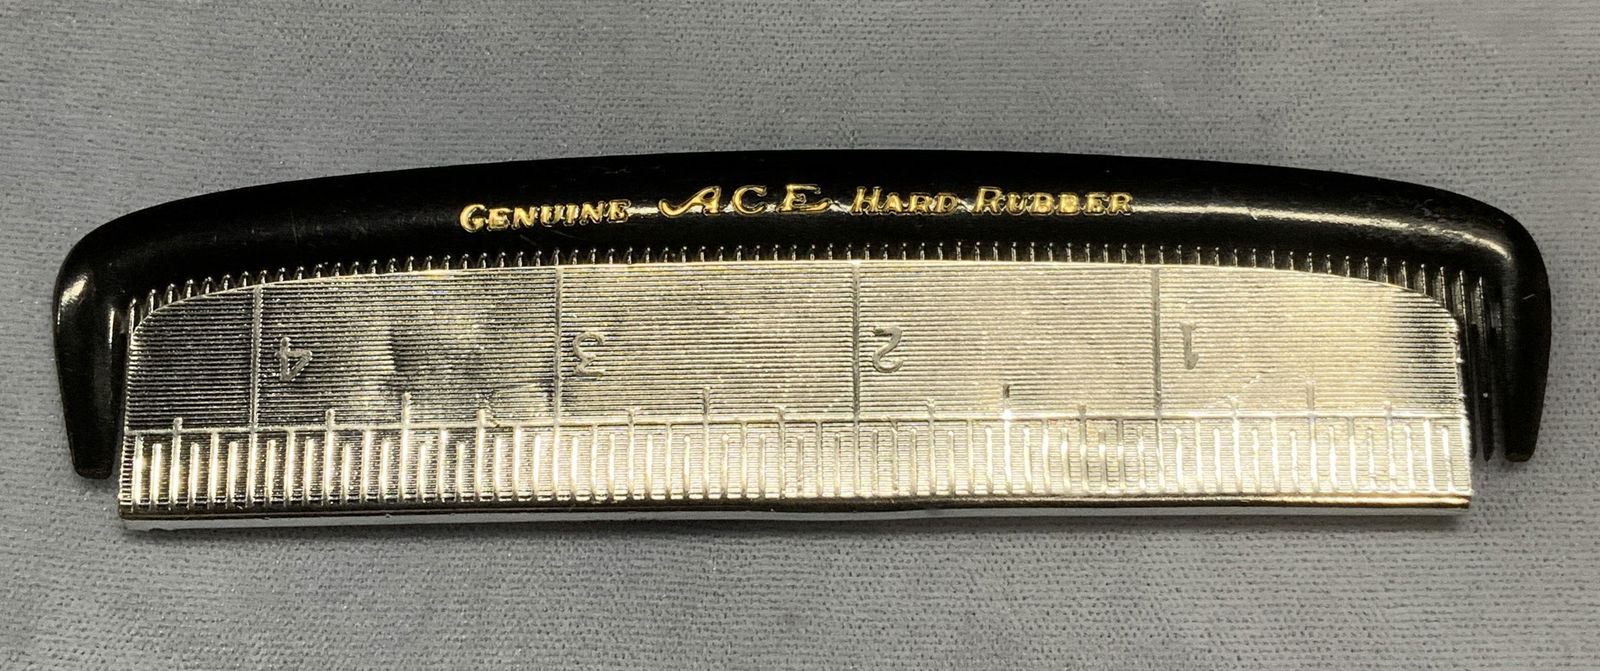 GENUINE ACE HARD RUBBER
4 3 2 1